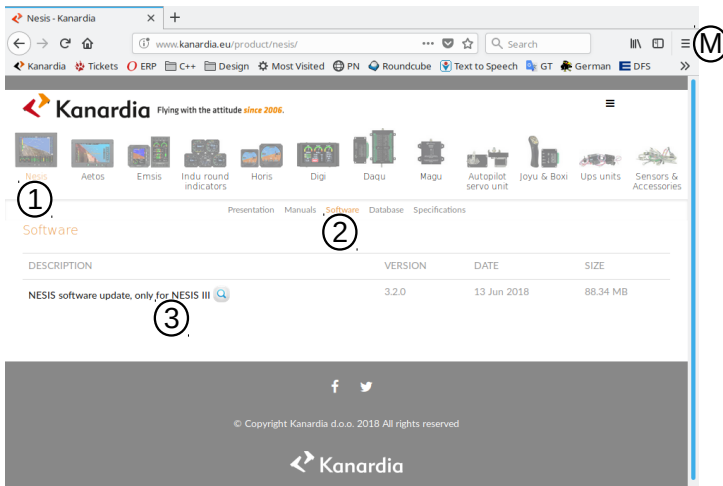 Nesis - Kanardia
www.kanardia.eu/product/nesis/
Search
M
Kanardia Tickets ERP C++ Design Most Visited PN Roundcube Text to Speech GT German DFS
Kanardia Flying with the attitude since 2006.
Nesis Aetos Emsis Indu round indicators Horis Digi Daqu Magu Autopilot servo unit Joyu & Boxi Ups units Sensors & Accessories
1
Presentation Manuals Software Database Specifications
2
Software
DESCRIPTION VERSION DATE SIZE
NESIS software update, only for NESIS III 3.2.0 13 Jun 2018 88.34 MB
3
© Copyright Kanardia d.o.o. 2018 All rights reserved
Kanardia